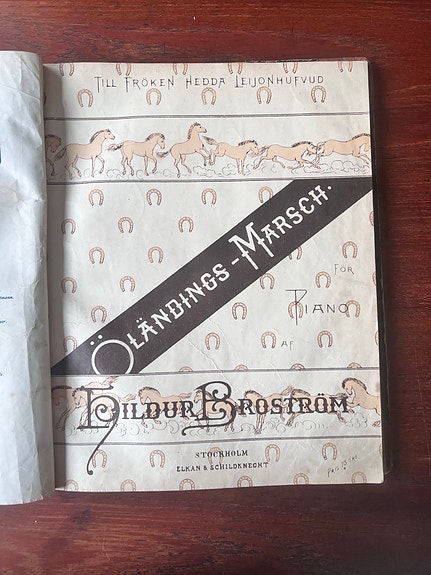 TILL FRÖKEN HEDDA LEIJONHUFVUD
ÖLÄNDINGS-MARSCH.
FÖR
PIANO
AF
HILDUR BROSTRÖM
STOCKHOLM
ELKAN & SCHILDKNECHT